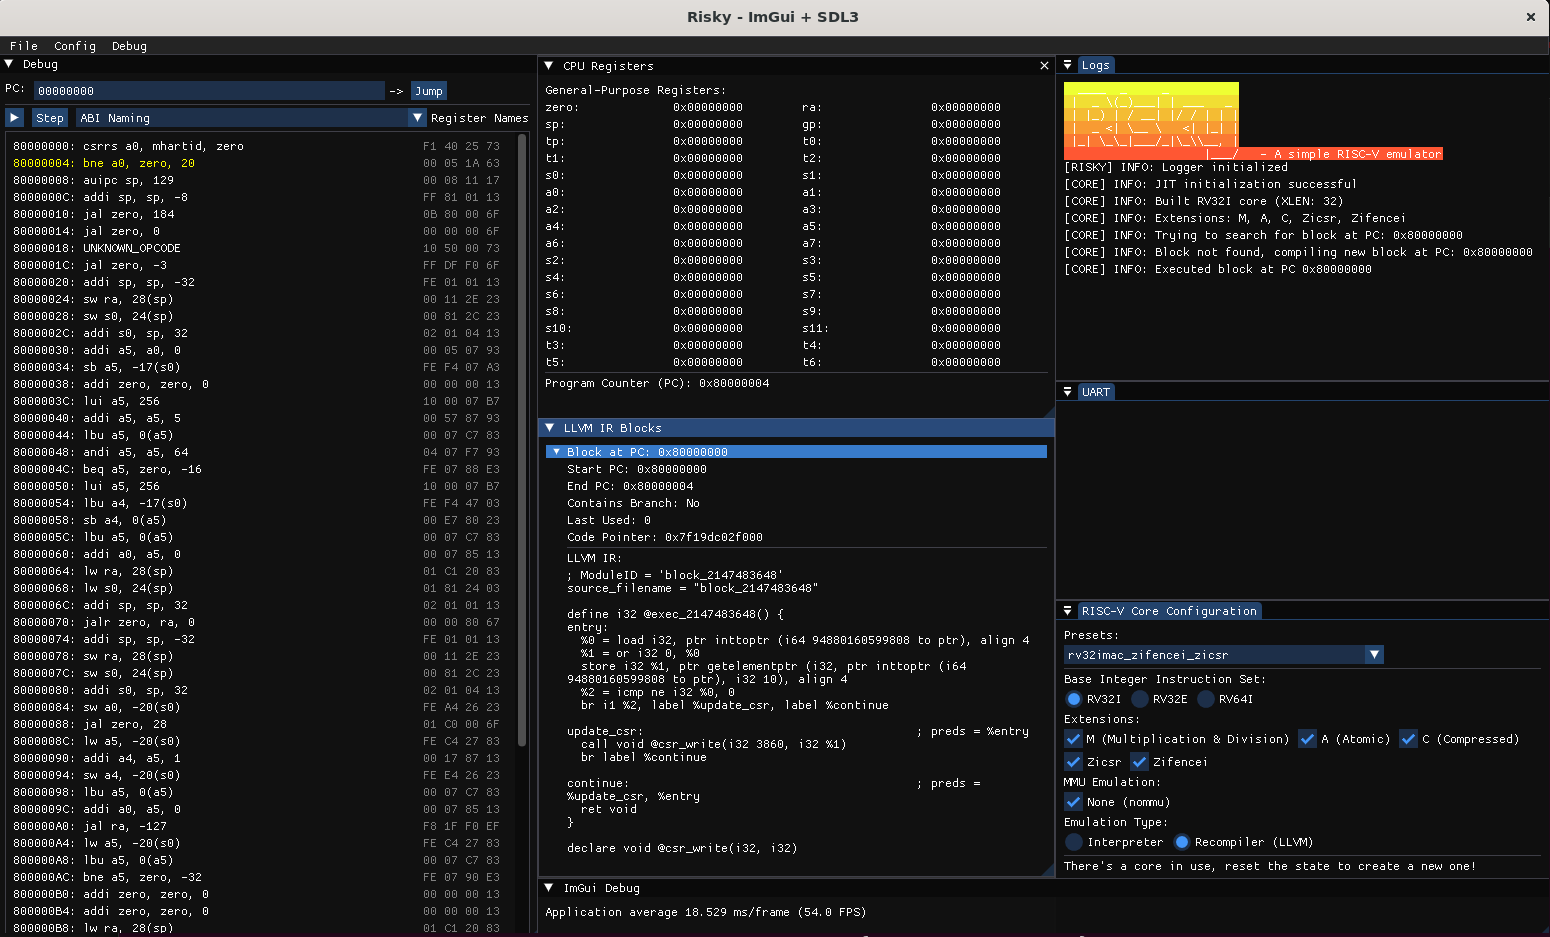 Risky - ImGui + SDL3
File Config Debug
Debug
PC: 00000000 -> Jump
Step ABI Naming Register Names
80000000: csrrs a0, mhartid, zero F1 40 25 73
80000004: bne a0, zero, 20 00 05 1A 63
80000008: auipc sp, 129 00 08 11 17
8000000C: addi sp, sp, -8 FF 81 01 13
80000010: jal zero, 184 0B 80 00 6F
80000014: jal zero, 0 00 00 00 6F
80000018: UNKNOWN_OPCODE 10 50 00 73
8000001C: jal zero, -3 FF DF F0 6F
80000020: addi sp, sp, -32 FE 01 01 13
80000024: sw ra, 28(sp) 00 11 2E 23
80000028: sw s0, 24(sp) 00 81 2C 23
8000002C: addi s0, sp, 32 02 01 04 13
80000030: addi a5, a0, 0 00 05 07 93
80000034: sb a5, -17(s0) FE F4 07 A3
80000038: addi zero, zero, 0 00 00 00 13
8000003C: lui a5, 256 10 00 07 B7
80000040: addi a5, a5, 5 00 57 87 93
80000044: lbu a5, 0(a5) 00 07 C7 83
80000048: andi a5, a5, 64 04 07 F7 93
8000004C: beq a5, zero, -16 FE 07 88 E3
80000050: lui a5, 256 10 00 07 B7
80000054: lbu a4, -17(s0) FE F4 47 03
80000058: sb a4, 0(a5) 00 E7 80 23
8000005C: lbu a5, 0(a5) 00 07 C7 83
80000060: addi a0, a5, 0 00 07 85 13
80000064: lw ra, 28(sp) 01 C1 20 83
80000068: lw s0, 24(sp) 01 81 24 03
8000006C: addi sp, sp, 32 02 01 01 13
80000070: jalr zero, ra, 0 00 00 80 67
80000074: addi sp, sp, -32 FE 01 01 13
80000078: sw ra, 28(sp) 00 11 2E 23
8000007C: sw s0, 24(sp) 00 81 2C 23
80000080: addi s0, sp, 32 02 01 04 13
80000084: sw a0, -20(s0) FE A4 26 23
80000088: jal zero, 28 01 C0 00 6F
8000008C: lw a5, -20(s0) FE C4 27 83
80000090: addi a4, a5, 1 00 17 87 13
80000094: sw a4, -20(s0) FE E4 26 23
80000098: lbu a5, 0(a5) 00 07 C7 83
8000009C: addi a0, a5, 0 00 07 85 13
800000A0: jal ra, -127 F8 1F F0 EF
800000A4: lw a5, -20(s0) FE C4 27 83
800000A8: lbu a5, 0(a5) 00 07 C7 83
800000AC: bne a5, zero, -32 FE 07 90 E3
800000B0: addi zero, zero, 0 00 00 00 13
800000B4: addi zero, zero, 0 00 00 00 13
800000B8: lw ra, 28(sp) 01 C1 20 83
CPU Registers
General-Purpose Registers:
zero: 0x00000000 ra: 0x00000000
sp: 0x00000000 gp: 0x00000000
tp: 0x00000000 t0: 0x00000000
t1: 0x00000000 t2: 0x00000000
s0: 0x00000000 s1: 0x00000000
a0: 0x00000000 a1: 0x00000000
a2: 0x00000000 a3: 0x00000000
a4: 0x00000000 a5: 0x00000000
a6: 0x00000000 a7: 0x00000000
s2: 0x00000000 s3: 0x00000000
s4: 0x00000000 s5: 0x00000000
s6: 0x00000000 s7: 0x00000000
s8: 0x00000000 s9: 0x00000000
s10: 0x00000000 s11: 0x00000000
t3: 0x00000000 t4: 0x00000000
t5: 0x00000000 t6: 0x00000000
Program Counter (PC): 0x80000004
LLVM IR Blocks
Block at PC: 0x80000000
Start PC: 0x80000000
End PC: 0x80000004
Contains Branch: No
Last Used: 0
Code Pointer: 0x7f19dc02f000
LLVM IR:
; ModuleID = 'block_2147483648'
source_filename = "block_2147483648"
define i32 @exec_2147483648() {
entry:
%0 = load i32, ptr inttoptr (i64 94880160599808 to ptr), align 4
%1 = or i32 0, %0
store i32 %1, ptr getelementptr (i32, ptr inttoptr (i64
94880160599808 to ptr), i32 10), align 4
%2 = icmp ne i32 %0, 0
br i1 %2, label %update_csr, label %continue
update_csr: ; preds = %entry
call void @csr_write(i32 3860, i32 %1)
br label %continue
continue: ; preds =
%update_csr, %entry
ret void
}
declare void @csr_write(i32, i32)
ImGui Debug
Application average 18.529 ms/frame (54.0 FPS)
Logs
- A simple RISC-V emulator
[RISKY] INFO: Logger initialized
[CORE] INFO: JIT initialization successful
[CORE] INFO: Built RV32I core (XLEN: 32)
[CORE] INFO: Extensions: M, A, C, Zicsr, Zifencei
[CORE] INFO: Trying to search for block at PC: 0x80000000
[CORE] INFO: Block not found, compiling new block at PC: 0x80000000
[CORE] INFO: Executed block at PC 0x80000000
UART
RISC-V Core Configuration
Presets:
rv32imac_zifencei_zicsr
Base Integer Instruction Set:
RV32I RV32E RV64I
Extensions:
M (Multiplication & Division) A (Atomic) C (Compressed)
Zicsr Zifencei
MMU Emulation:
None (nommu)
Emulation Type:
Interpreter Recompiler (LLVM)
There's a core in use, reset the state to create a new one!